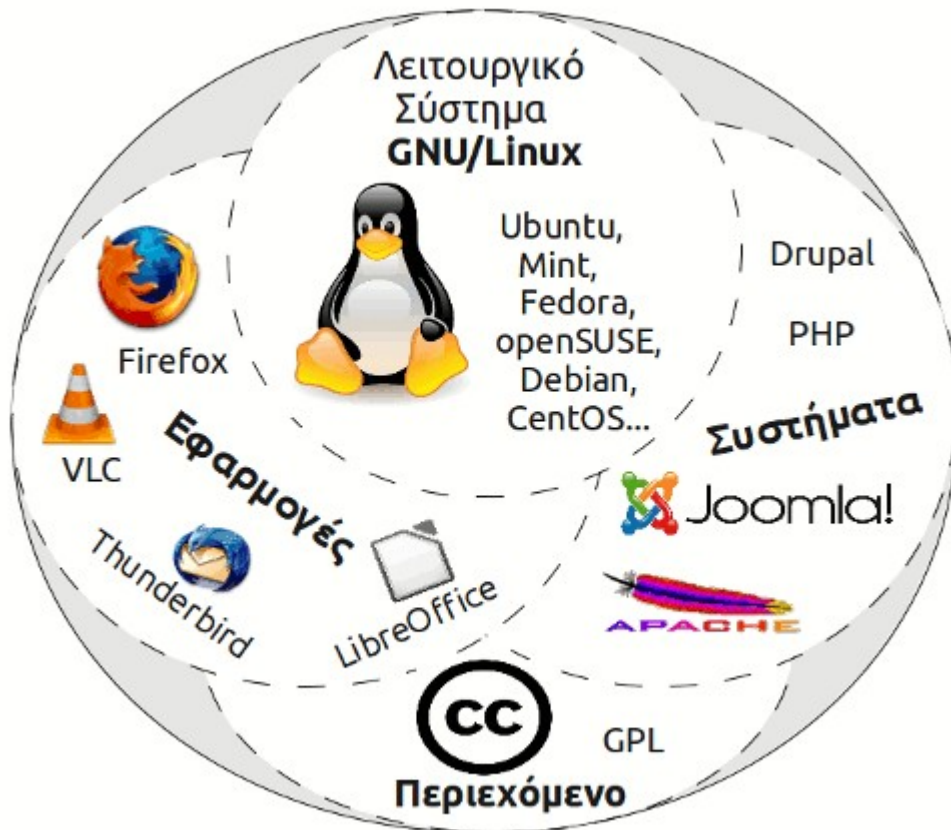 Λειτουργικό
Σύστημα
GNU/Linux
Ubuntu,
Mint,
Fedora,
openSUSE,
Debian,
CentOS...
Firefox
VLC
Εφαρμογές
Thunderbird
LibreOffice
Drupal
PHP
Συστήματα
Joomla!
APACHE
cc
GPL
Περιεχόμενο